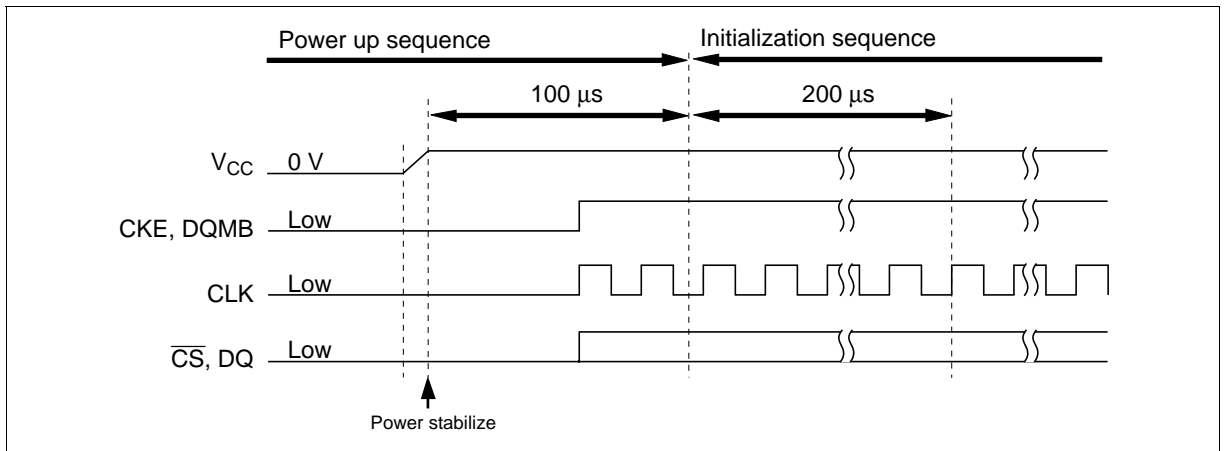 Power up sequence
Initialization sequence
100 μs
200 μs
VCC
0 V
CKE, DQMB
Low
CLK
Low
CS, DQ
Low
Power stabilize